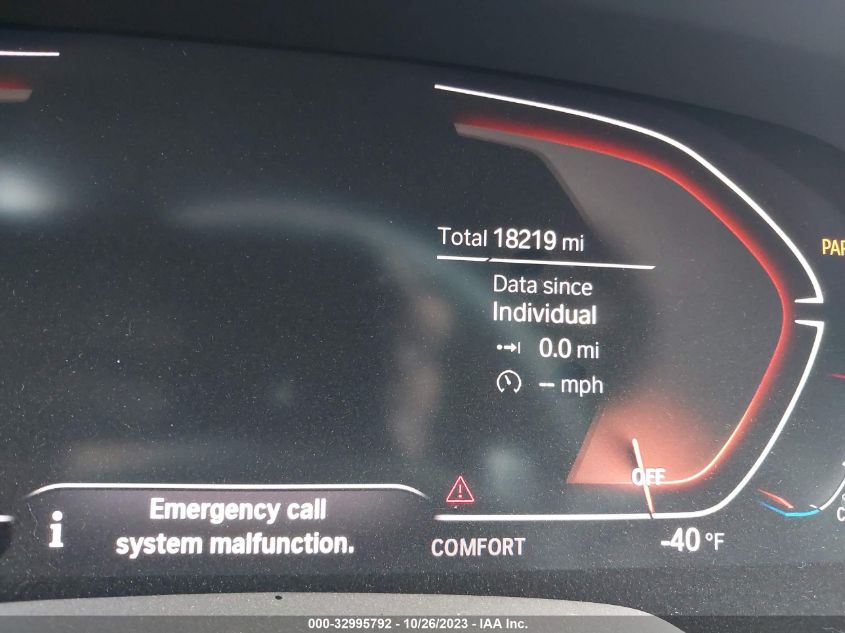 Total 18219 mi
Data since
Individual
0.0 mi
-- mph
OFF
Emergency call
system malfunction.
COMFORT
-40 °F
PAR
000-32995792 - 10/26/2023 - IAA Inc.